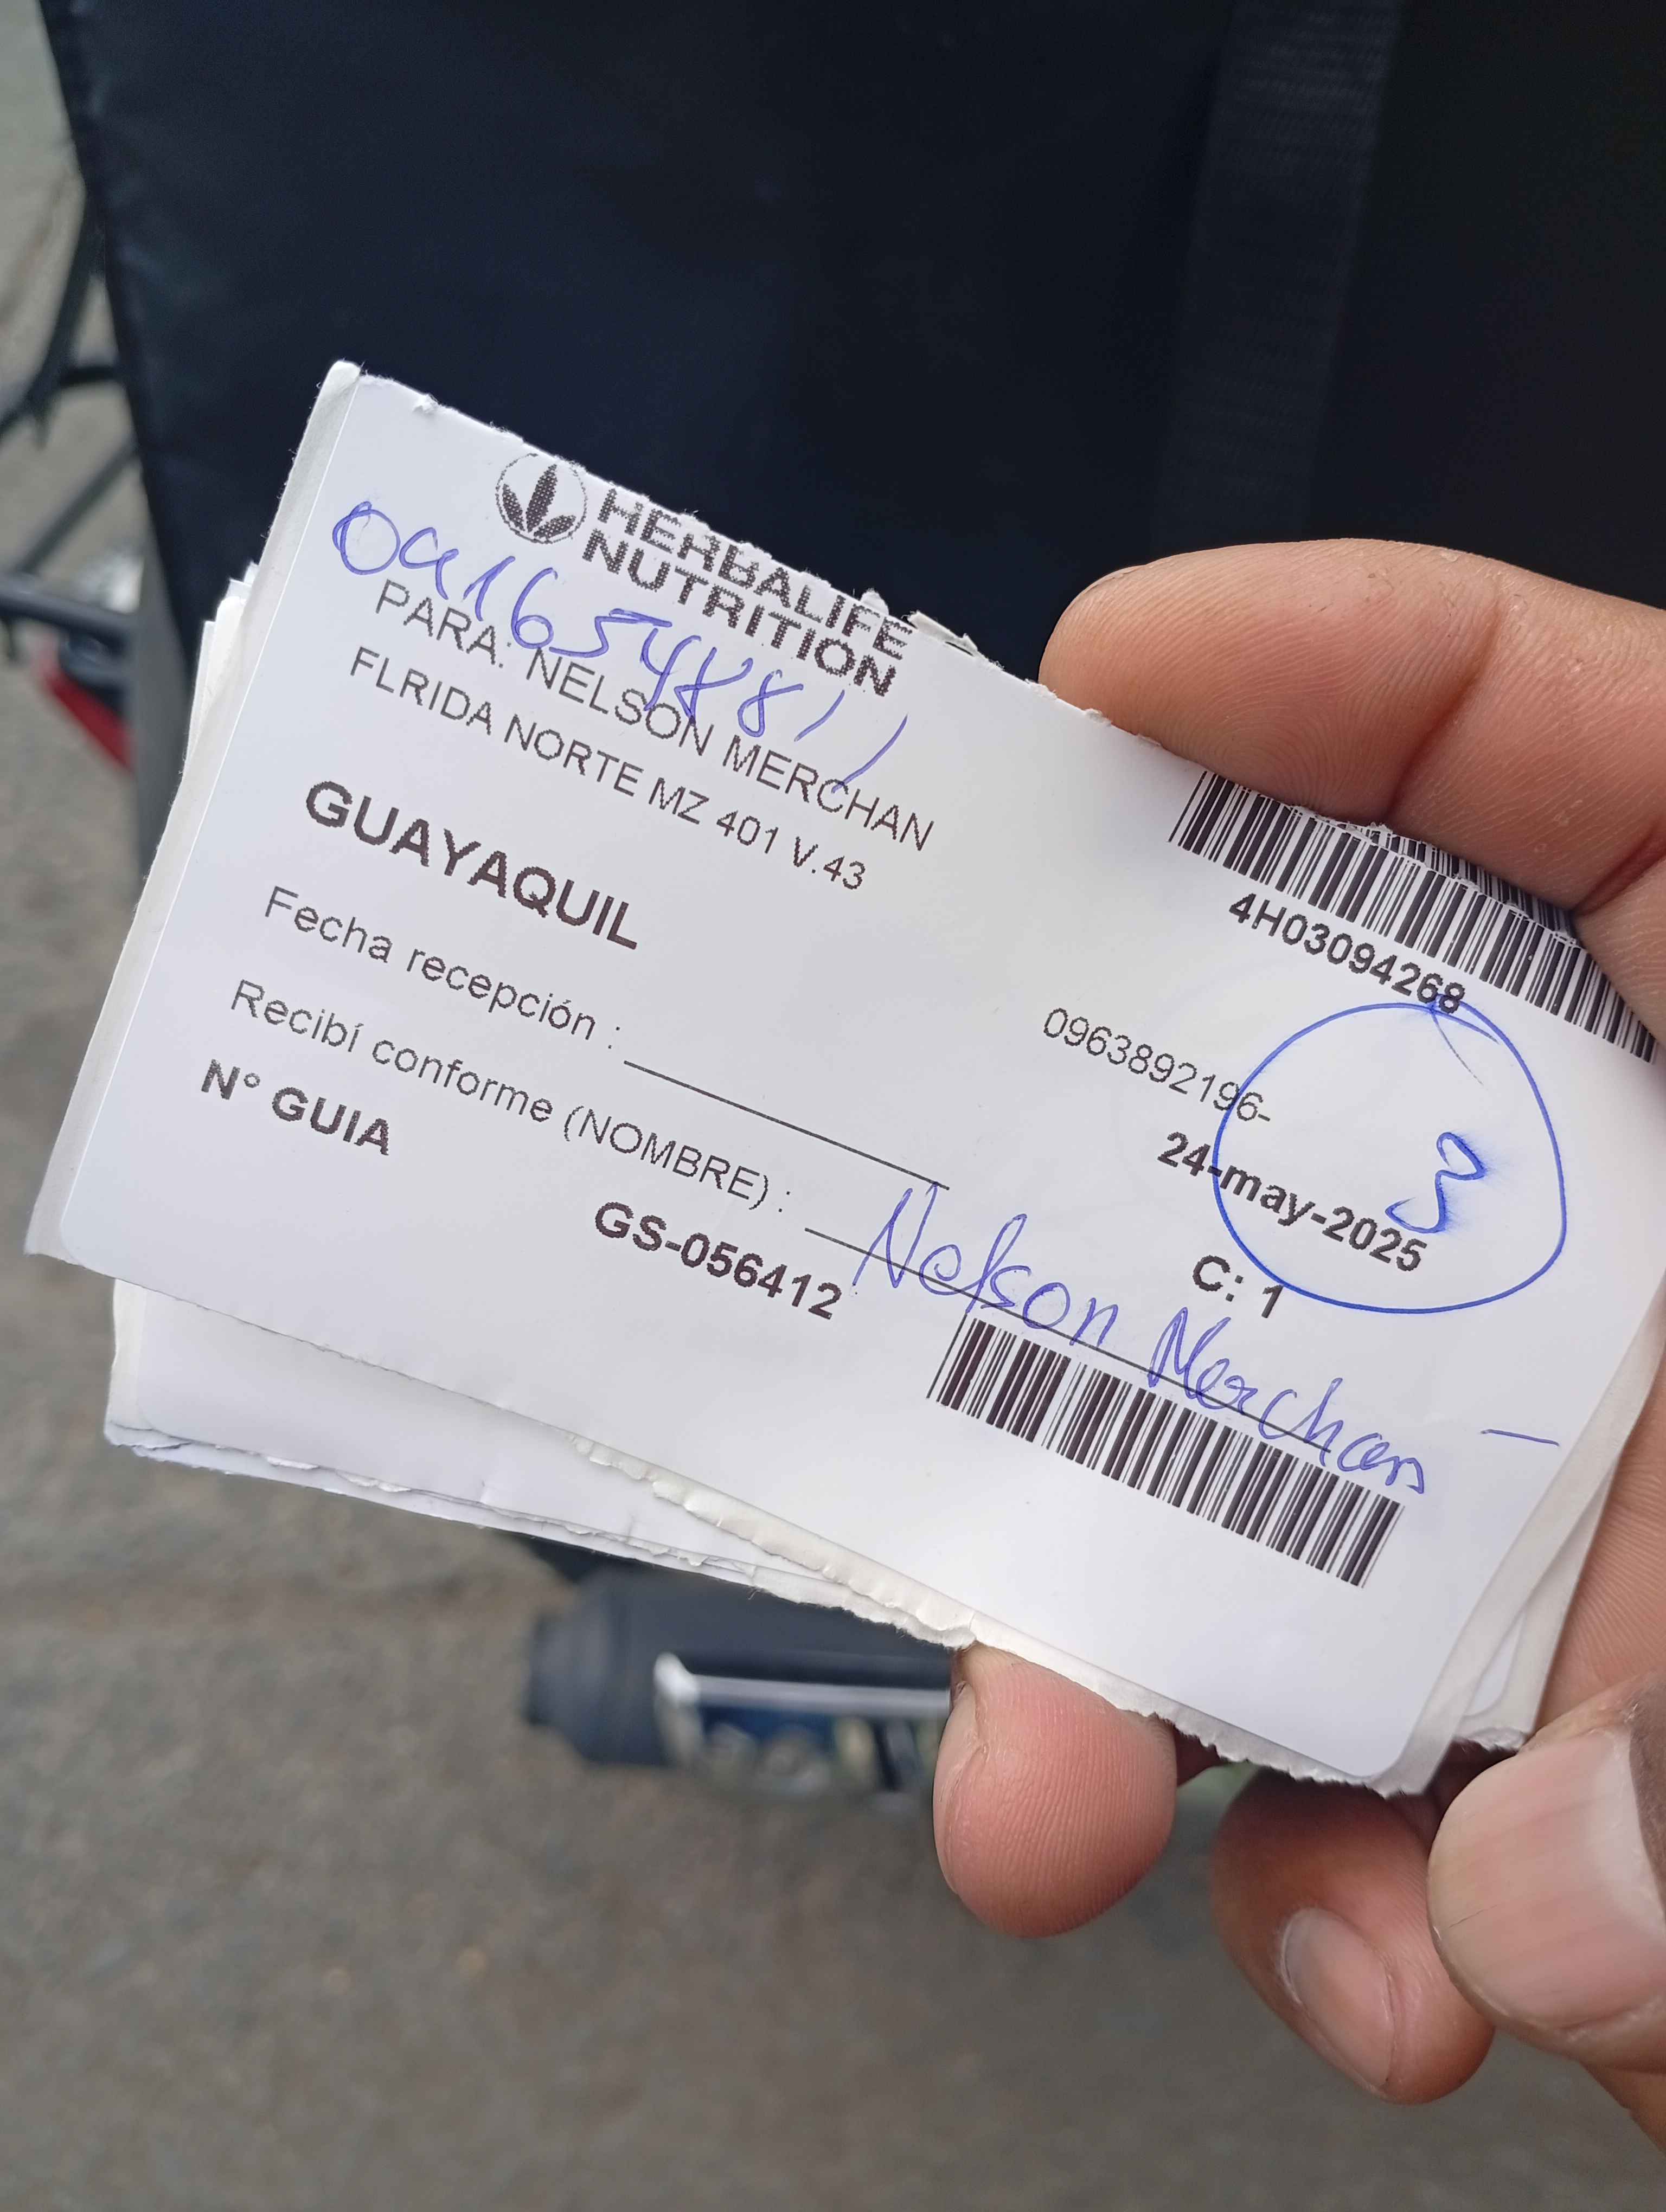 HERBALIFE
NUTRITION
0916548811
PARA: NELSON MERCHAN
FLRIDA NORTE MZ 401 V.43
GUAYAQUIL
4H03094268
0963892196-
3
24-may-2025
C: 1
Fecha recepción :
Recibí conforme (NOMBRE) : Nelson Merchan
N° GUIA
GS-056412